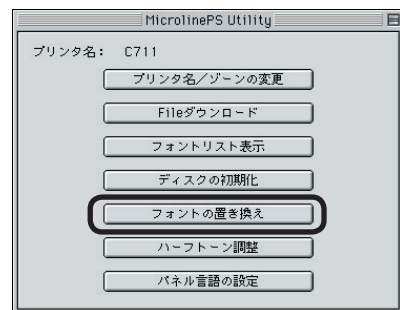 MicrolinePS Utility
プリンタ名： C711
プリンタ名／ゾーンの変更
Fileダウンロード
フォントリスト表示
ディスクの初期化
フォントの置き換え
ハーフトーン調整
パネル言語の設定